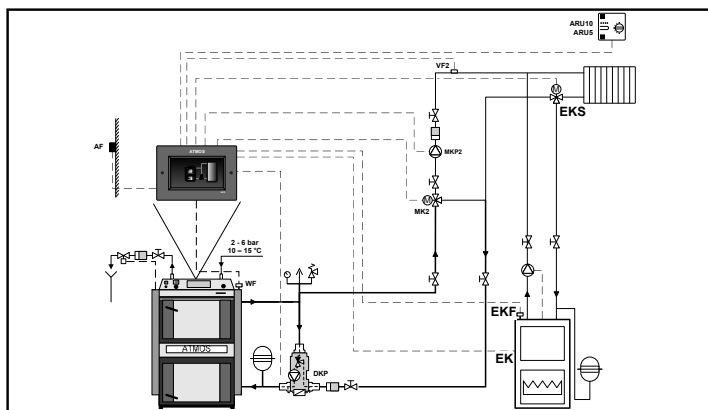 ARU10
ARU5
VF2
M
EKS
AF
ATMOS
MKP2
M
MK2
2 - 6 bar
10 – 15 °C
WF
EKF
EK
ATMOS
DKP